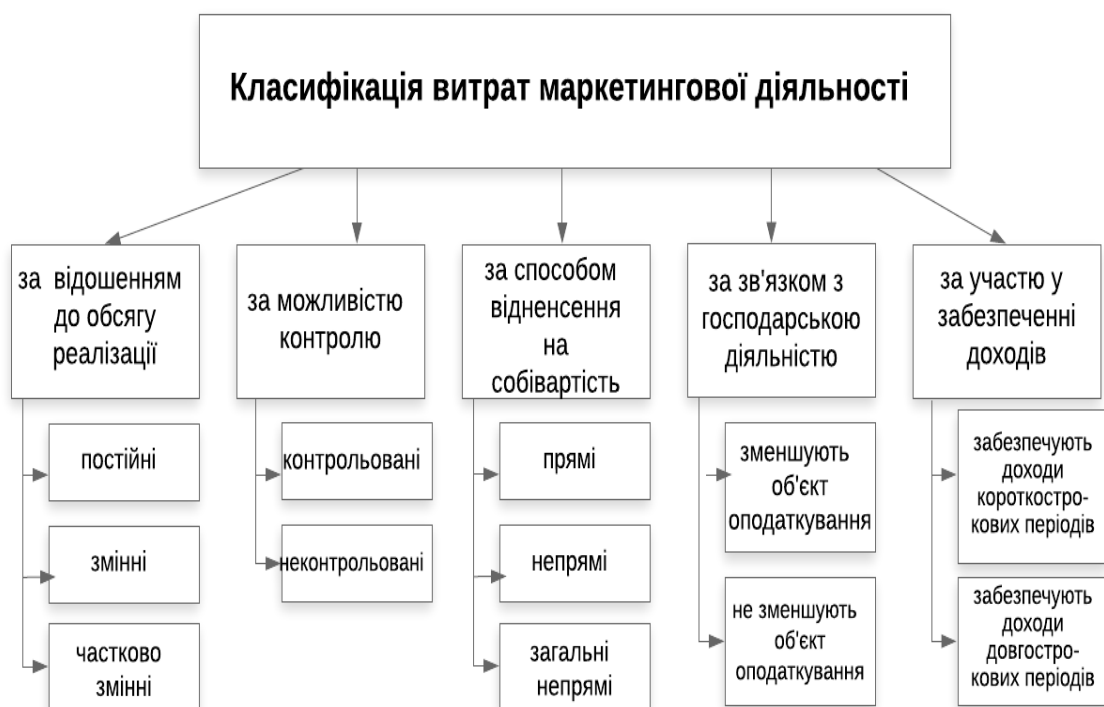 Класифікація витрат маркетингової діяльності
за відошенням
до обсягу
реалізації
постійні
змінні
частково
змінні
за можливістю
контролю
контрольовані
неконтрольовані
за способом
відненсення
на
собівартість
прямі
непрямі
загальні
непрямі
за зв'язком з
господарською
діяльністю
зменшують
об'єкт
оподаткування
не зменшують
об'єкт
оподаткування
за участю у
забезпеченні
доходів
забезпечують
доходи
короткостро-
кових періодів
забезпечують
доходи
довгостро-
кових періодів